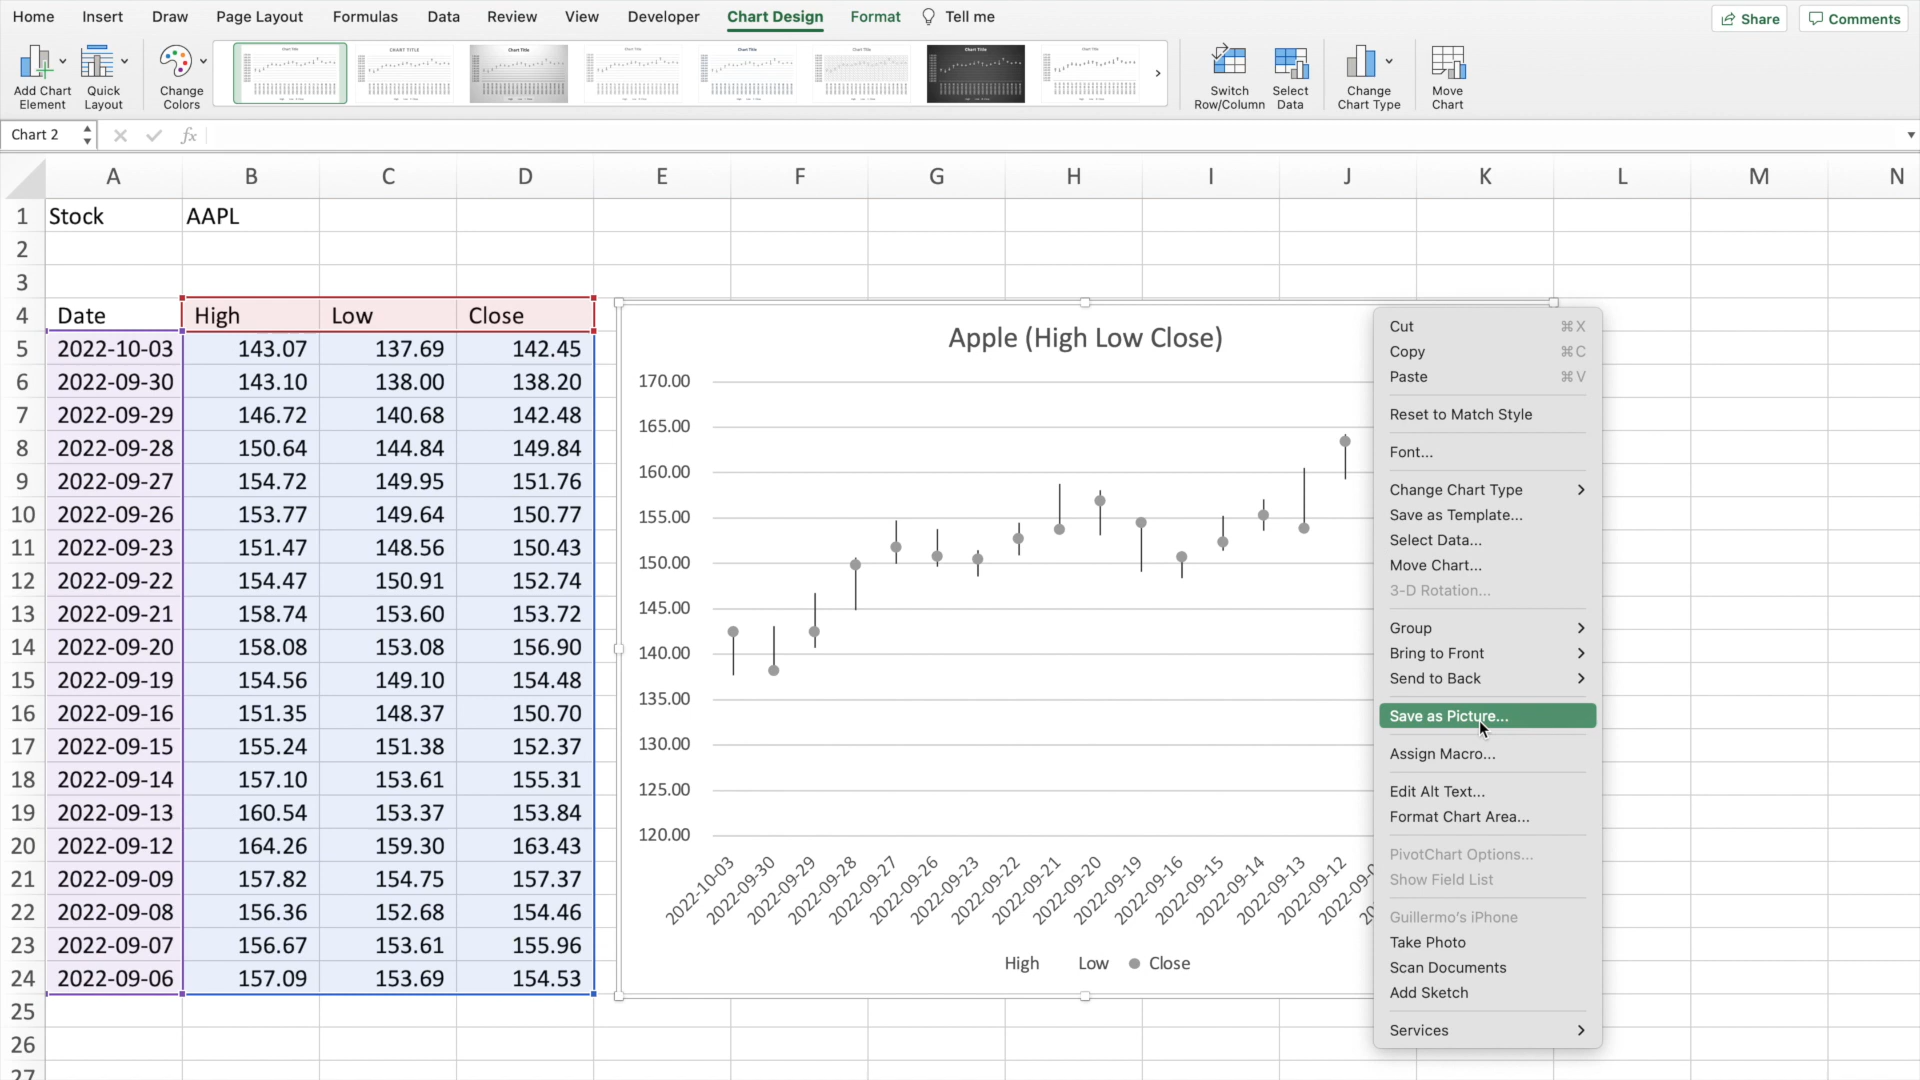 Home Insert Draw Page Layout Formulas Data Review View Developer Chart Design Format Tell me Share Comments
Add Chart Element
Quick Layout
Change Colors
Chart Title CHART TITLE Chart Title Chart Title Chart Title Chart Title Chart Title Chart Title
Switch Row/Column
Select Data
Change Chart Type
Move Chart
Chart 2 fx
A B C D E F G H I J K L M N
1 Stock AAPL
2
3
4 Date High Low Close
5 2022-10-03 143.07 137.69 142.45
6 2022-09-30 143.10 138.00 138.20
7 2022-09-29 146.72 140.68 142.48
8 2022-09-28 150.64 144.84 149.84
9 2022-09-27 154.72 149.95 151.76
10 2022-09-26 153.77 149.64 150.77
11 2022-09-23 151.47 148.56 150.43
12 2022-09-22 154.47 150.91 152.74
13 2022-09-21 158.74 153.60 153.72
14 2022-09-20 158.08 153.08 156.90
15 2022-09-19 154.56 149.10 154.48
16 2022-09-16 151.35 148.37 150.70
17 2022-09-15 155.24 151.38 152.37
18 2022-09-14 157.10 153.61 155.31
19 2022-09-13 160.54 153.37 153.84
20 2022-09-12 164.26 159.30 163.43
21 2022-09-09 157.82 154.75 157.37
22 2022-09-08 156.36 152.68 154.46
23 2022-09-07 156.67 153.61 155.96
24 2022-09-06 157.09 153.69 154.53
25
26
27
Apple (High Low Close)
170.00
165.00
160.00
155.00
150.00
145.00
140.00
135.00
130.00
125.00
120.00
2022-10-03 2022-09-30 2022-09-29 2022-09-28 2022-09-27 2022-09-26 2022-09-23 2022-09-22 2022-09-21 2022-09-20 2022-09-19 2022-09-16 2022-09-15 2022-09-14 2022-09-13 2022-09-12
High Low Close
Cut ⌘X
Copy ⌘C
Paste ⌘V
Reset to Match Style
Font...
Change Chart Type
Save as Template...
Select Data...
Move Chart...
3-D Rotation...
Group
Bring to Front
Send to Back
Save as Picture...
Assign Macro...
Edit Alt Text...
Format Chart Area...
PivotChart Options...
Show Field List
Guillermo's iPhone
Take Photo
Scan Documents
Add Sketch
Services